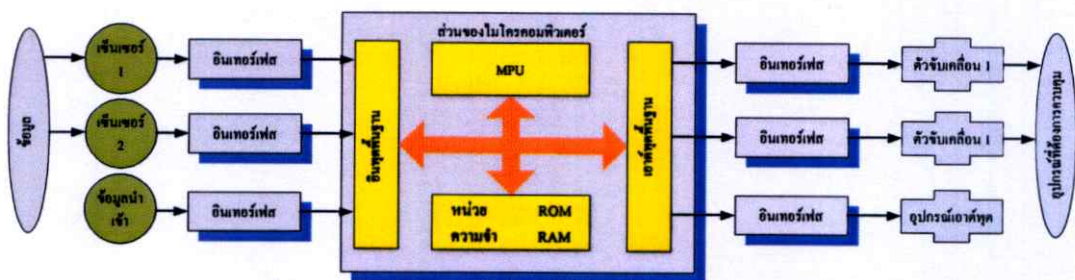 ข้อมูล
เซ็นเซอร์
1
เซ็นเซอร์
2
ข้อมูลนำ
เข้า
อินเทอร์เฟส
อินเทอร์เฟส
อินเทอร์เฟส
ส่วนของไมโครคอมพิวเตอร์
อินพุตพื้นฐาน
MPU
หน่วย ROM
ความจำ RAM
เอาต์พุตพื้นฐาน
อินเทอร์เฟส
อินเทอร์เฟส
อินเทอร์เฟส
ตัวขับเคลื่อน 1
ตัวขับเคลื่อน 1
อุปกรณ์เอาต์พุต
อุปกรณ์ที่ต้องการควบคุม